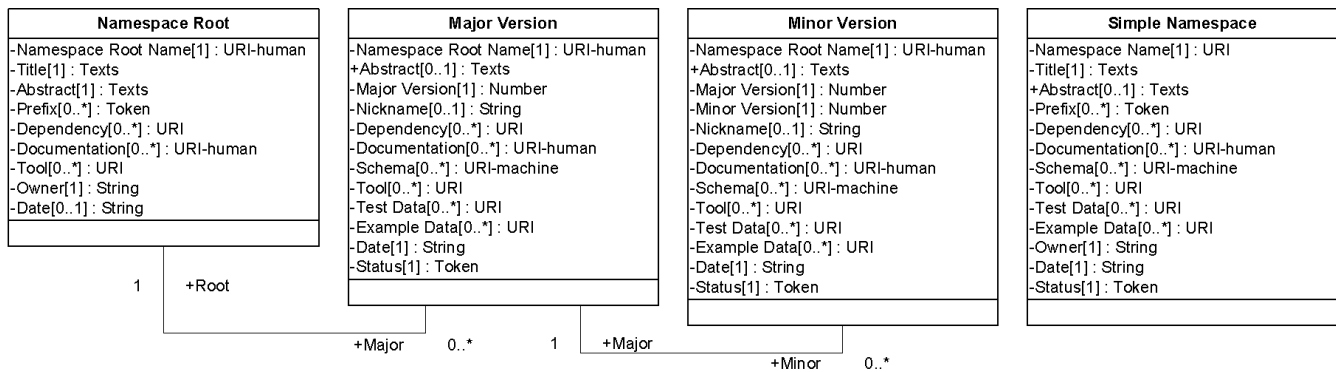 Namespace Root
-Namespace Root Name[1] : URI-human
-Title[1] : Texts
-Abstract[1] : Texts
-Prefix[0..*] : Token
-Dependency[0..*] : URI
-Documentation[0..*] : URI-human
-Tool[0..*] : URI
-Owner[1] : String
-Date[0..1] : String
Major Version
-Namespace Root Name[1] : URI-human
+Abstract[0..1] : Texts
-Major Version[1] : Number
-Nickname[0..1] : String
-Dependency[0..*] : URI
-Documentation[0..*] : URI-human
-Schema[0..*] : URI-machine
-Tool[0..*] : URI
-Test Data[0..*] : URI
-Example Data[0..*] : URI
-Date[1] : String
-Status[1] : Token
Minor Version
-Namespace Root Name[1] : URI-human
+Abstract[0..1] : Texts
-Major Version[1] : Number
-Minor Version[1] : Number
-Nickname[0..1] : String
-Dependency[0..*] : URI
-Documentation[0..*] : URI-human
-Schema[0..*] : URI-machine
-Tool[0..*] : URI
-Test Data[0..*] : URI
-Example Data[0..*] : URI
-Date[1] : String
-Status[1] : Token
Simple Namespace
-Namespace Name[1] : URI
-Title[1] : Texts
+Abstract[0..1] : Texts
-Prefix[0..*] : Token
-Dependency[0..*] : URI
-Documentation[0..*] : URI-human
-Schema[0..*] : URI-machine
-Tool[0..*] : URI
-Test Data[0..*] : URI
-Example Data[0..*] : URI
-Owner[1] : String
-Date[1] : String
-Status[1] : Token
1 +Root
+Major 0..*
1 +Major
+Minor 0..*